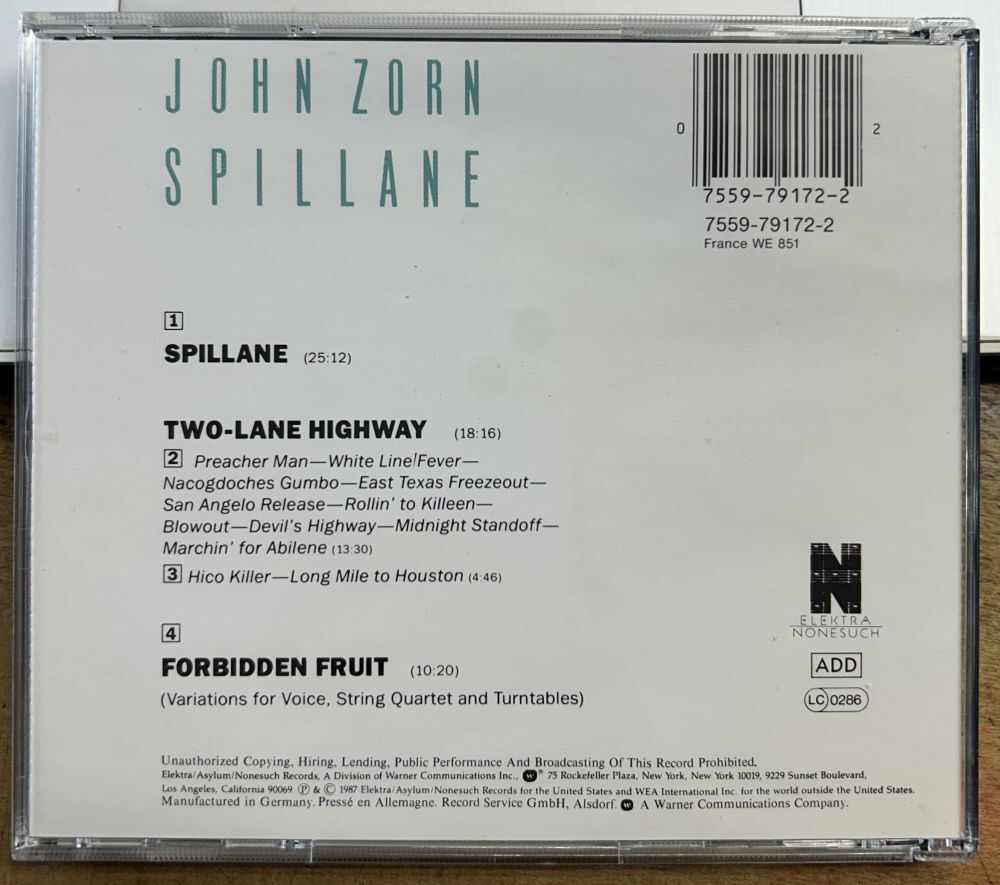 JOHN ZORN
SPILLANE
0 2
7559-79172-2
7559-79172-2
France WE 851
1
SPILLANE (25:12)
TWO-LANE HIGHWAY (18:16)
2 Preacher Man—White Line Fever—
Nacogdoches Gumbo—East Texas Freezeout—
San Angelo Release—Rollin' to Killeen—
Blowout—Devil's Highway—Midnight Standoff—
Marchin' for Abilene (13:30)
3 Hico Killer—Long Mile to Houston (4:46)
4
FORBIDDEN FRUIT (10:20)
(Variations for Voice, String Quartet and Turntables)
N
N
ELEKTRA
NONESUCH
ADD
LC 0286
Unauthorized Copying, Hiring, Lending, Public Performance And Broadcasting Of This Record Prohibited.
Elektra/Asylum/Nonesuch Records, A Division of Warner Communications Inc., w® 75 Rockefeller Plaza, New York, New York 10019, 9229 Sunset Boulevard,
Los Angeles, California 90069 Ⓟ & © 1987 Elektra/Asylum/Nonesuch Records for the United States and WEA International Inc. for the world outside the United States.
Manufactured in Germany. Pressé en Allemagne. Record Service GmbH, Alsdorf. w A Warner Communications Company.